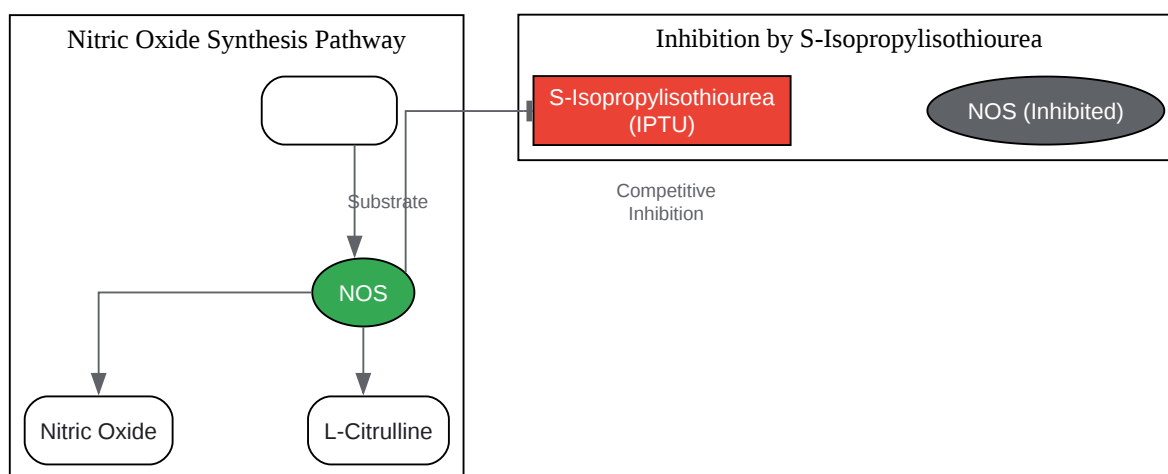 Nitric Oxide Synthesis Pathway
Inhibition by S-Isopropylisothiourea
S-Isopropylisothiourea
(IPTU)
NOS (Inhibited)
Substrate
Competitive
Inhibition
NOS
Nitric Oxide
L-Citrulline